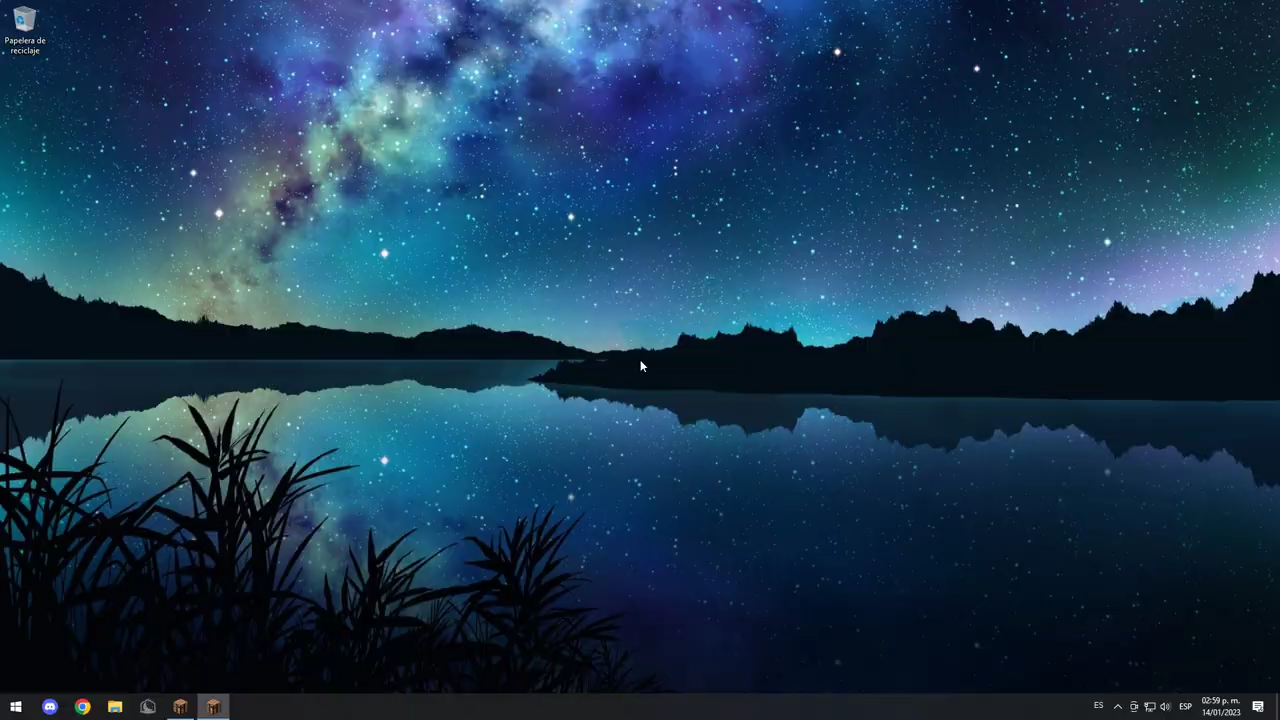 Papelera de
reciclaje
ES
ESP
02:59 p. m.
14/01/2023